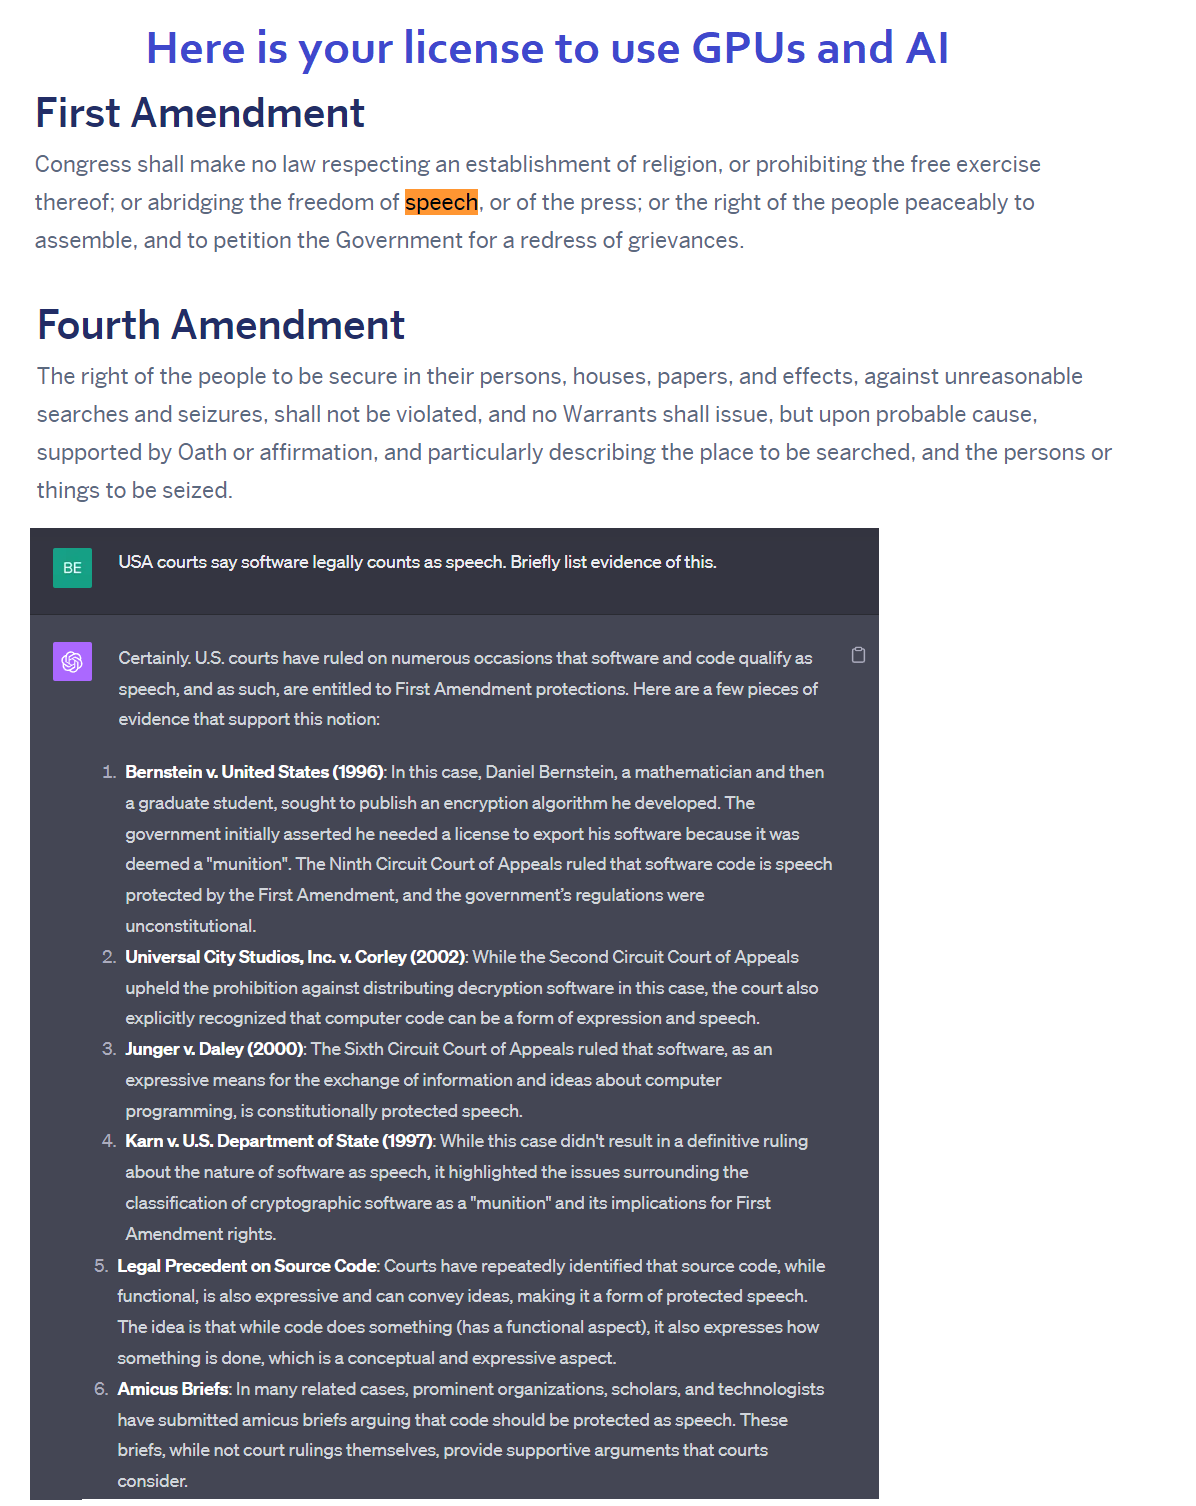 Here is your license to use GPUs and AI
First Amendment
Congress shall make no law respecting an establishment of religion, or prohibiting the free exercise
thereof; or abridging the freedom of speech, or of the press; or the right of the people peaceably to
assemble, and to petition the Government for a redress of grievances.
Fourth Amendment
The right of the people to be secure in their persons, houses, papers, and effects, against unreasonable
searches and seizures, shall not be violated, and no Warrants shall issue, but upon probable cause,
supported by Oath or affirmation, and particularly describing the place to be searched, and the persons or
things to be seized.
BE
USA courts say software legally counts as speech. Briefly list evidence of this.
Certainly. U.S. courts have ruled on numerous occasions that software and code qualify as
speech, and as such, are entitled to First Amendment protections. Here are a few pieces of
evidence that support this notion:
1. Bernstein v. United States (1996): In this case, Daniel Bernstein, a mathematician and then
a graduate student, sought to publish an encryption algorithm he developed. The
government initially asserted he needed a license to export his software because it was
deemed a "munition". The Ninth Circuit Court of Appeals ruled that software code is speech
protected by the First Amendment, and the government’s regulations were
unconstitutional.
2. Universal City Studios, Inc. v. Corley (2002): While the Second Circuit Court of Appeals
upheld the prohibition against distributing decryption software in this case, the court also
explicitly recognized that computer code can be a form of expression and speech.
3. Junger v. Daley (2000): The Sixth Circuit Court of Appeals ruled that software, as an
expressive means for the exchange of information and ideas about computer
programming, is constitutionally protected speech.
4. Karn v. U.S. Department of State (1997): While this case didn't result in a definitive ruling
about the nature of software as speech, it highlighted the issues surrounding the
classification of cryptographic software as a "munition" and its implications for First
Amendment rights.
5. Legal Precedent on Source Code: Courts have repeatedly identified that source code, while
functional, is also expressive and can convey ideas, making it a form of protected speech.
The idea is that while code does something (has a functional aspect), it also expresses how
something is done, which is a conceptual and expressive aspect.
6. Amicus Briefs: In many related cases, prominent organizations, scholars, and technologists
have submitted amicus briefs arguing that code should be protected as speech. These
briefs, while not court rulings themselves, provide supportive arguments that courts
consider.